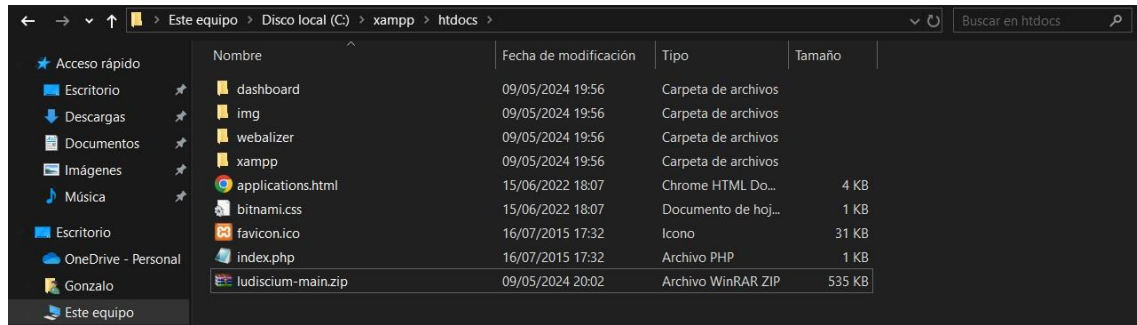 Este equipo > Disco local (C:) > xampp > htdocs >
Buscar en htdocs
Acceso rápido
Escritorio
Descargas
Documentos
Imágenes
Música
Escritorio
OneDrive - Personal
Gonzalo
Este equipo
Nombre Fecha de modificación Tipo Tamaño
dashboard 09/05/2024 19:56 Carpeta de archivos
img 09/05/2024 19:56 Carpeta de archivos
webalizer 09/05/2024 19:56 Carpeta de archivos
xampp 09/05/2024 19:56 Carpeta de archivos
applications.html 15/06/2022 18:07 Chrome HTML Do... 4 KB
bitnami.css 15/06/2022 18:07 Documento de hoj... 1 KB
favicon.ico 16/07/2015 17:32 Icono 31 KB
index.php 16/07/2015 17:32 Archivo PHP 1 KB
ludiscium-main.zip 09/05/2024 20:02 Archivo WinRAR ZIP 535 KB